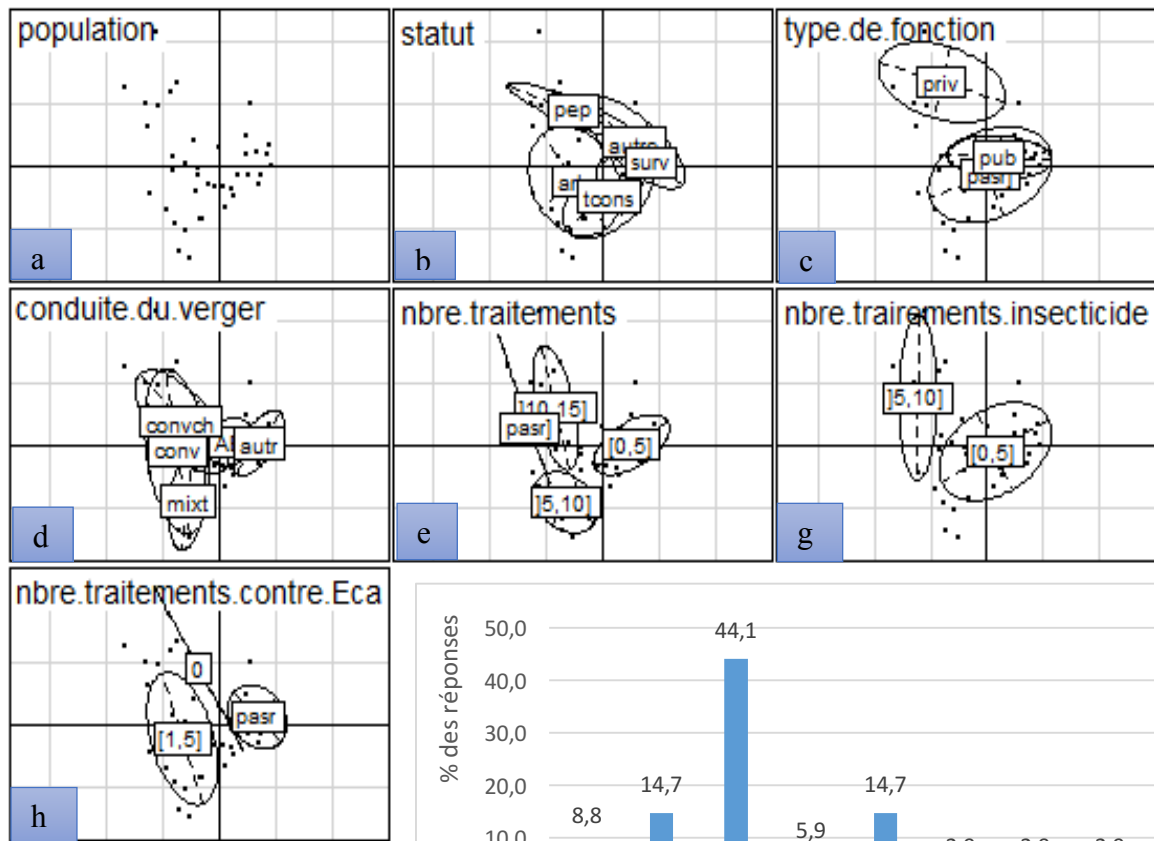 population
a
statut
pep
autre
surv
tcons
b
type.de.fonction
priv
pub
pasr]
c
conduite.du.verger
convch
conv
autr
mixt
d
nbre.traitements
]10,15]
pasr]
[0,5]
]5,10]
e
nbre.trairements.insecticide
]5,10]
[0,5]
g
nbre.traitements.contre.Eca
0
pasr
[1,5]
h
% des réponses
50,0
40,0
30,0
20,0
10,0
8,8
14,7
44,1
5,9
14,7